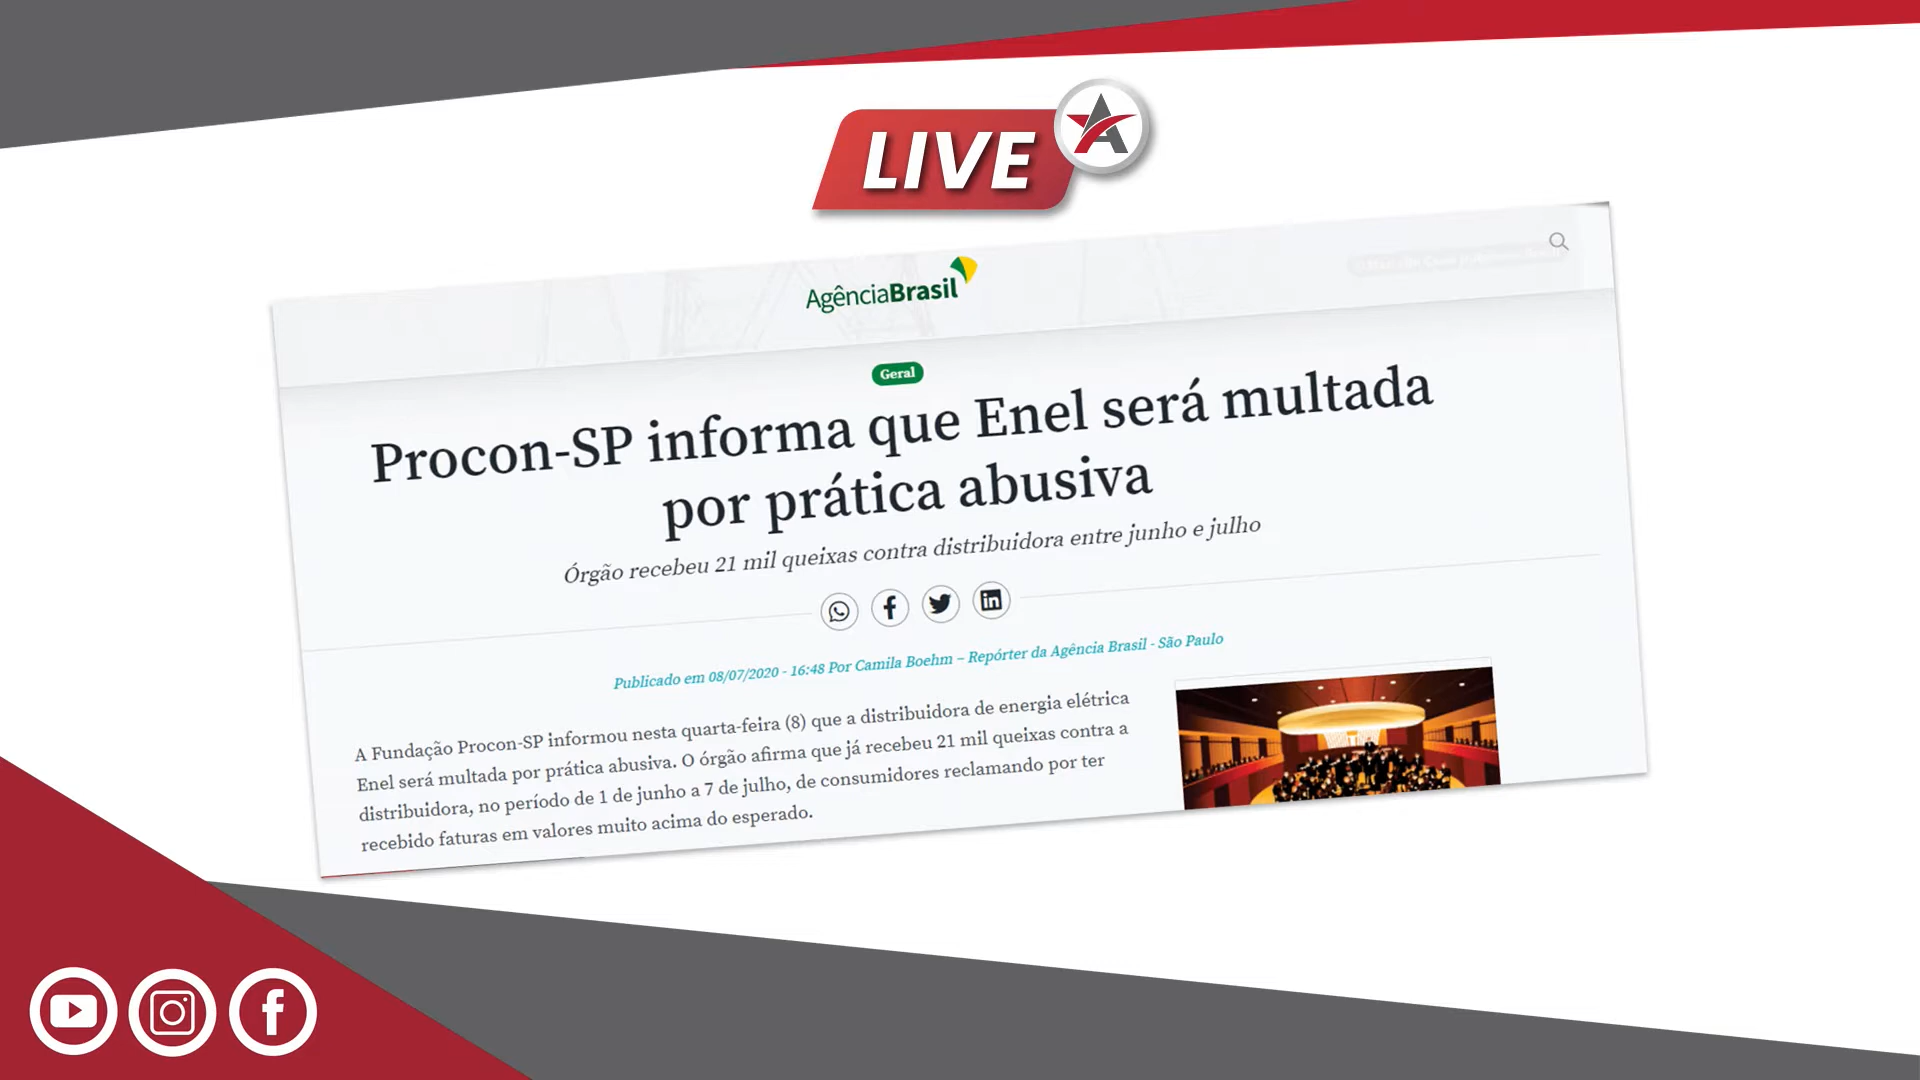 LIVE
AgênciaBrasil
Geral
Procon-SP informa que Enel será multada
por prática abusiva
Órgão recebeu 21 mil queixas contra distribuidora entre junho e julho
Publicado em 08/07/2020 - 16:48 Por Camila Boehm – Repórter da Agência Brasil - São Paulo
A Fundação Procon-SP informou nesta quarta-feira (8) que a distribuidora de energia elétrica
Enel será multada por prática abusiva. O órgão afirma que já recebeu 21 mil queixas contra a
distribuidora, no período de 1 de junho a 7 de julho, de consumidores reclamando por ter
recebido faturas em valores muito acima do esperado.